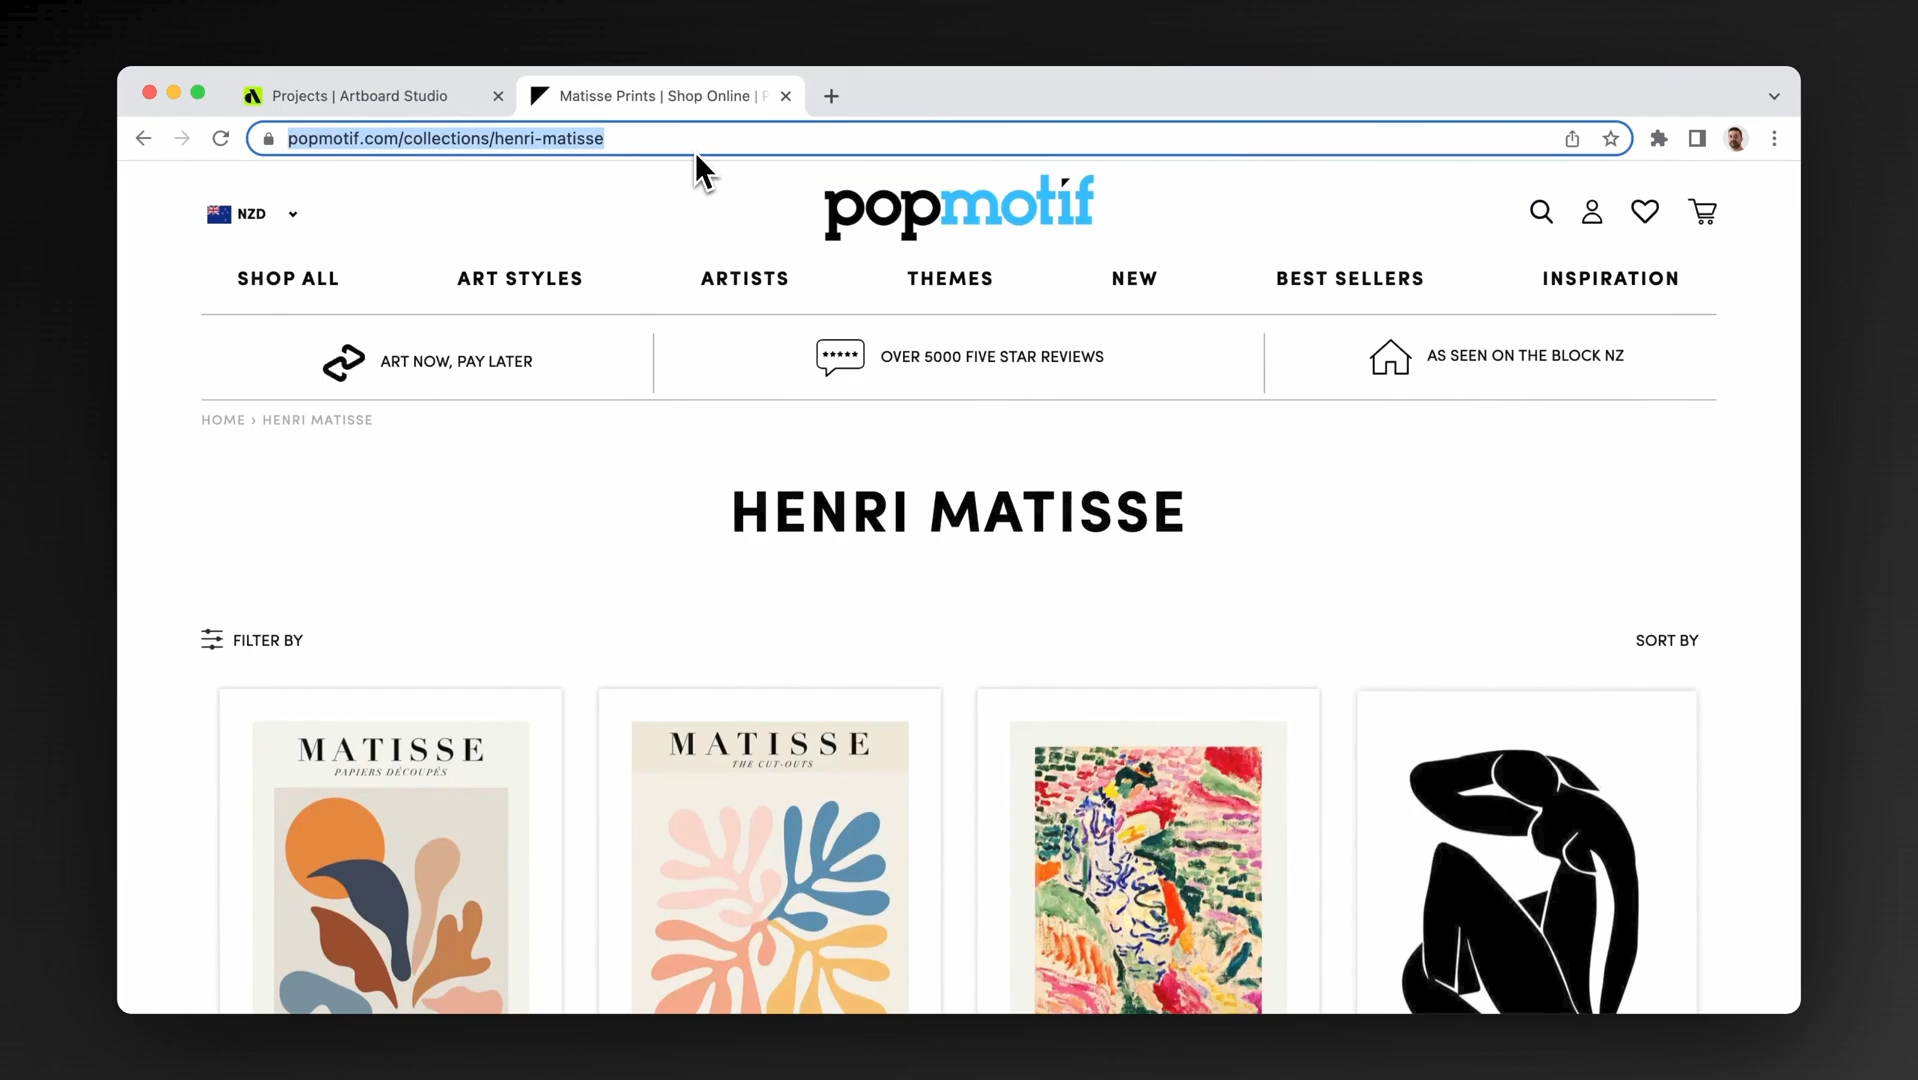 Projects | Artboard Studio
Matisse Prints | Shop Online |
popmotif.com/collections/henri-matisse
NZD
popmotif
SHOP ALL
ART STYLES
ARTISTS
THEMES
NEW
BEST SELLERS
INSPIRATION
ART NOW, PAY LATER
OVER 5000 FIVE STAR REVIEWS
AS SEEN ON THE BLOCK NZ
HOME › HENRI MATISSE
HENRI MATISSE
FILTER BY
SORT BY
MATISSE
PAPIERS DÉCOUPÉS
MATISSE
THE CUT-OUTS